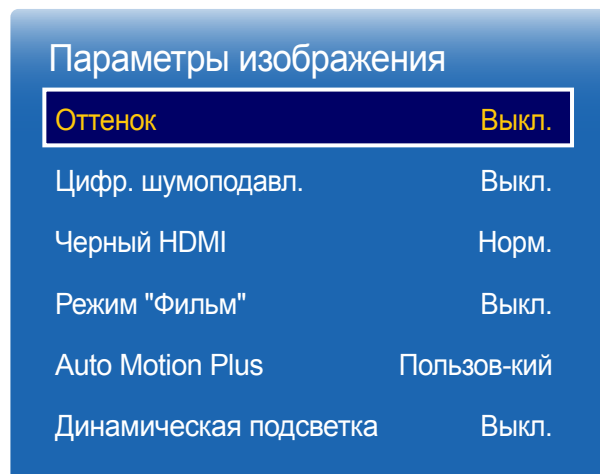 Параметры изображения
Оттенок Выкл.
Цифр. шумоподавл. Выкл.
Черный HDMI Норм.
Режим "Фильм" Выкл.
Auto Motion Plus Пользов-кий
Динамическая подсветка Выкл.